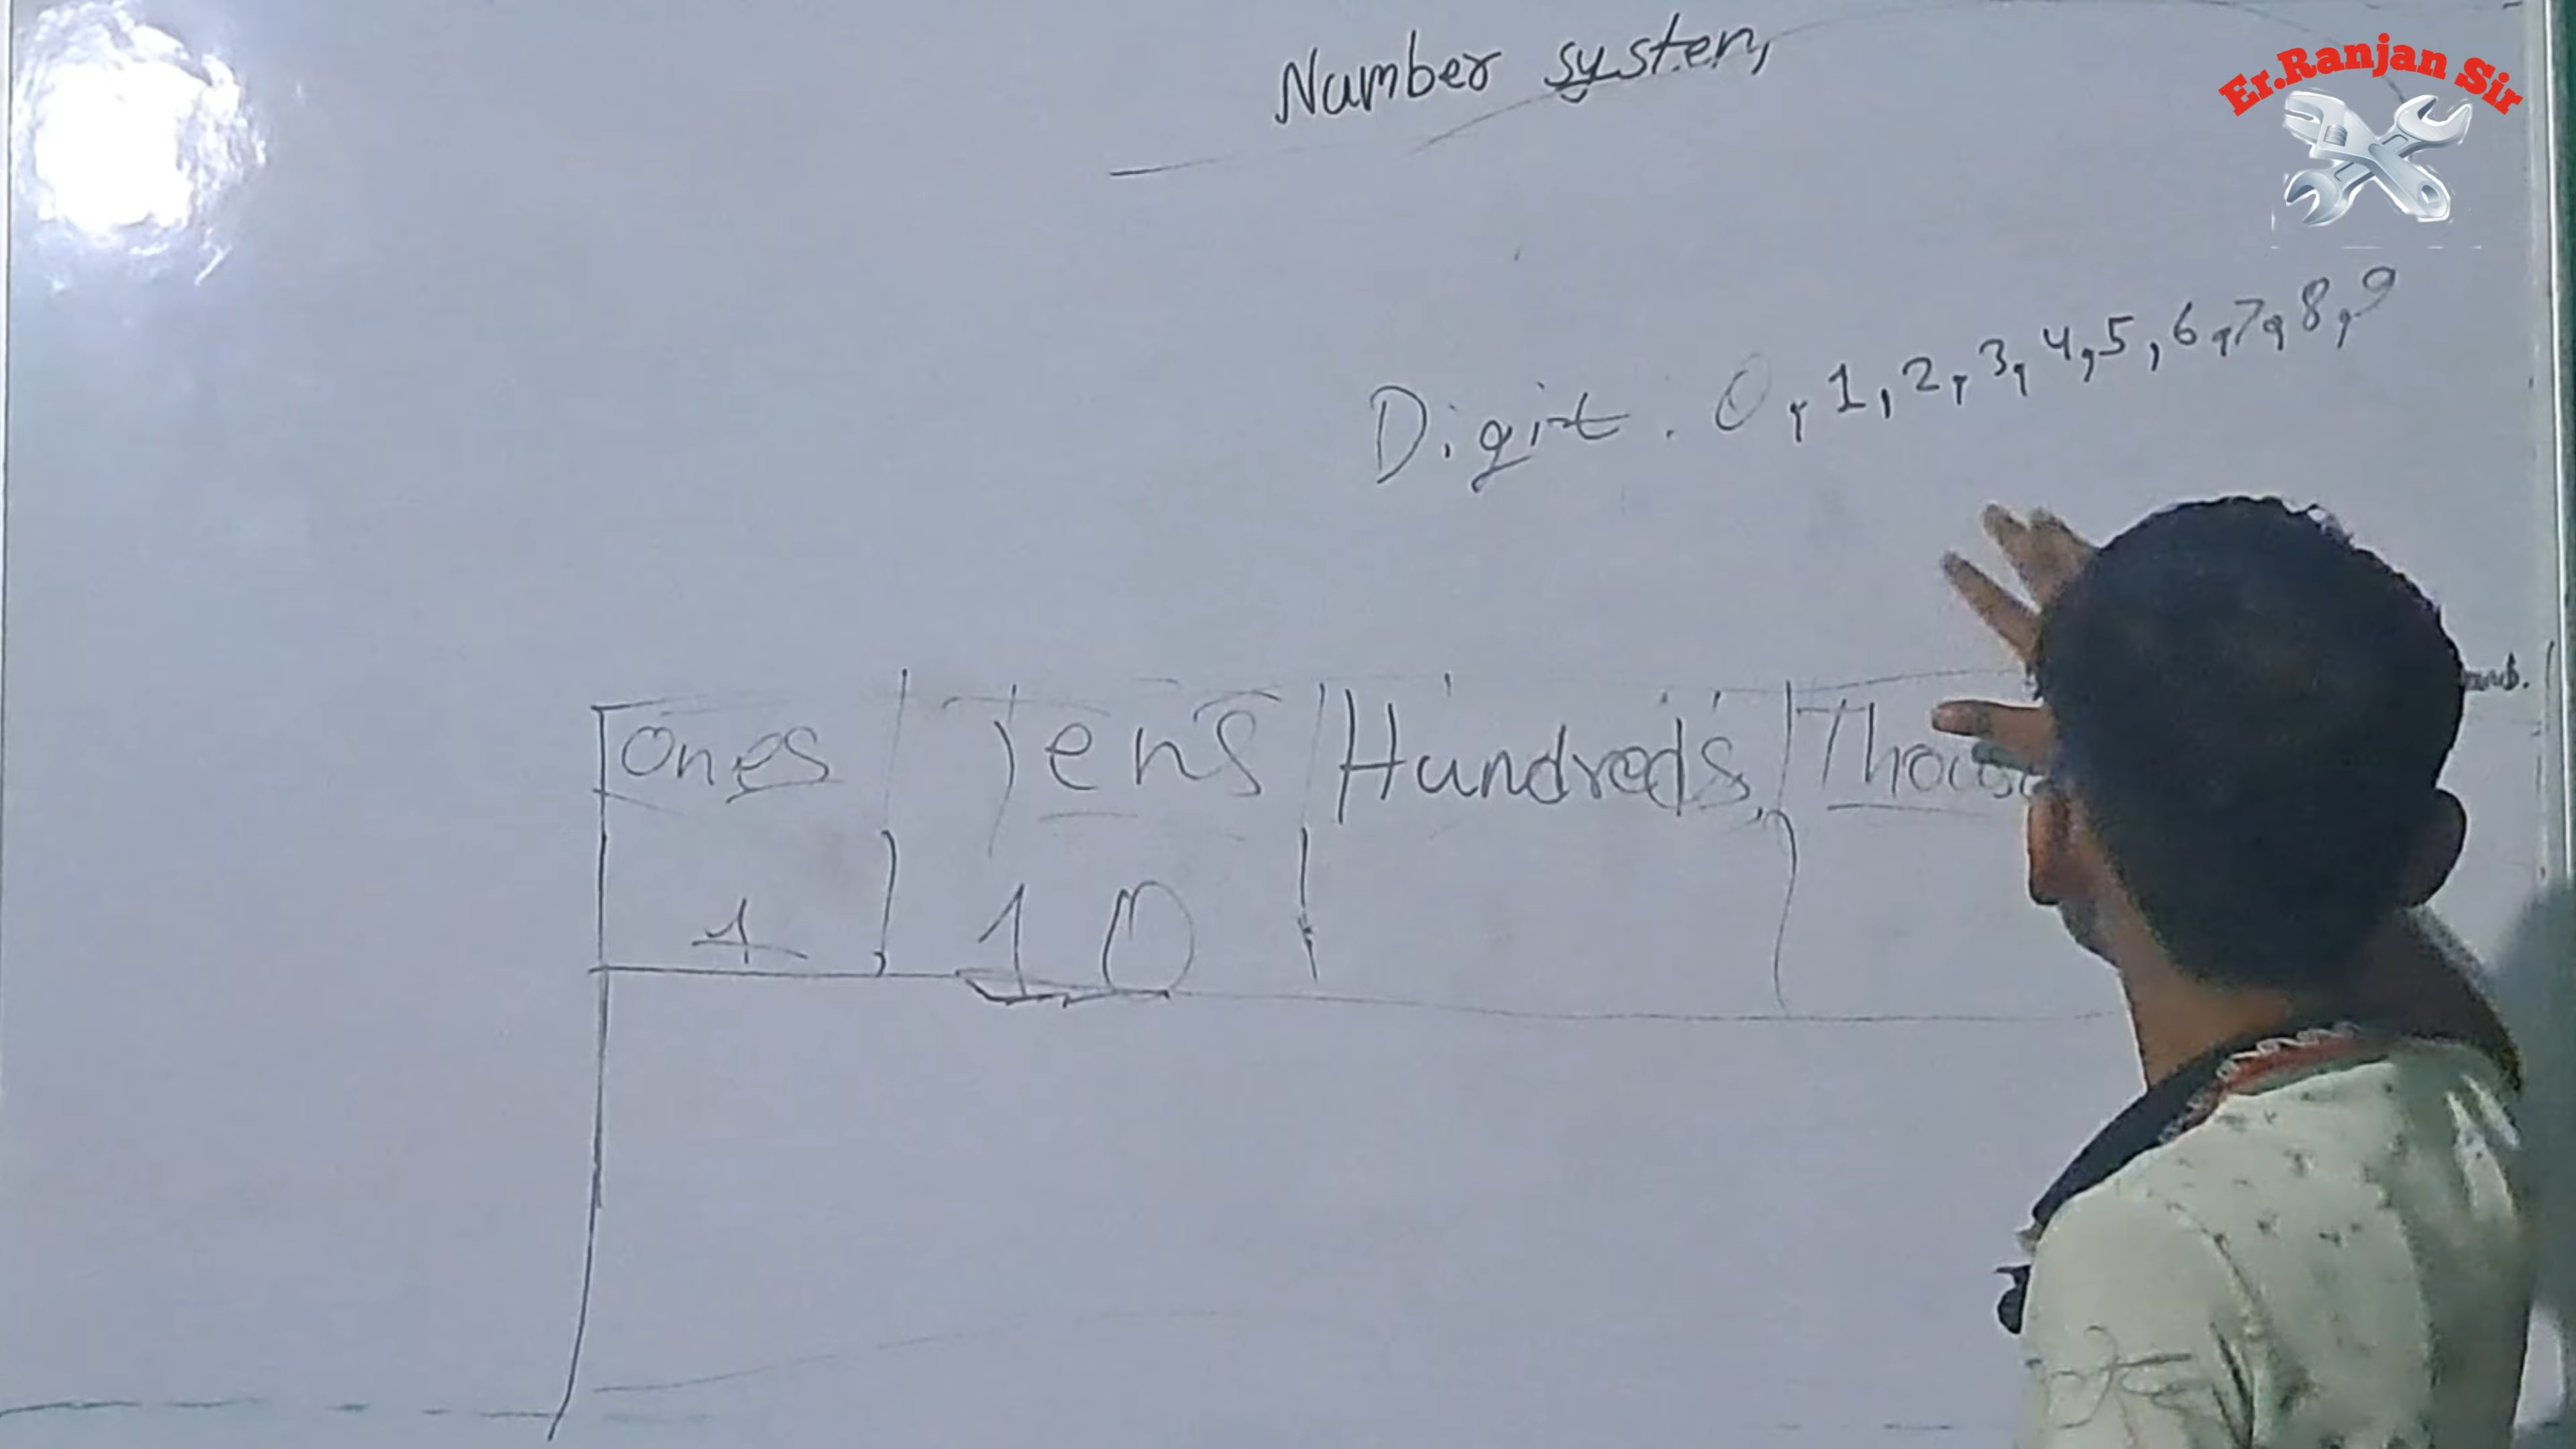 Number system
Er.Ranjan Sir
Digit. 0, 1, 2, 3, 4, 5, 6, 7, 8, 9
Ones Tens Hundreds
1 10